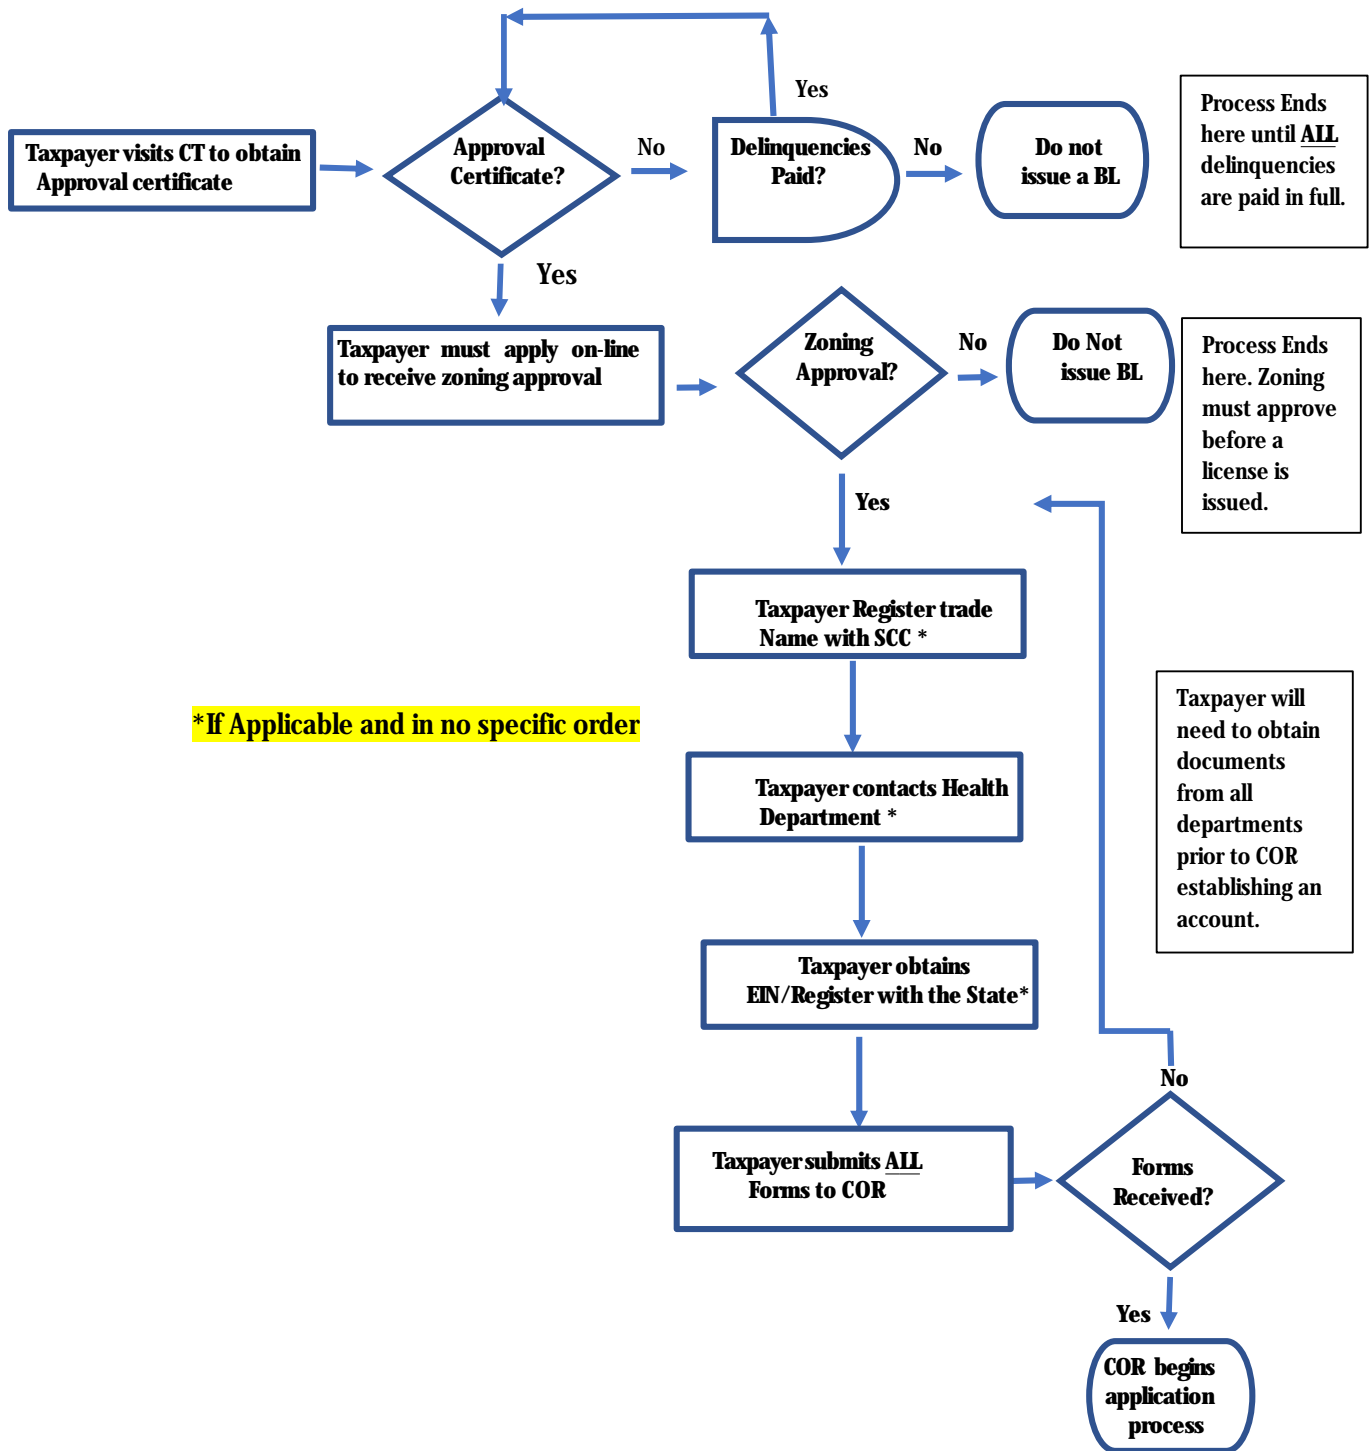 Yes
Taxpayer visits CT to obtain
Approval certificate
Approval
Certificate?
No
Delinquencies
Paid?
No
Do not
issue a BL
Process Ends
here until ALL
delinquencies
are paid in full.
Yes
Taxpayer must apply on-line
to receive zoning approval
Zoning
Approval?
No
Do Not
issue BL
Process Ends
here. Zoning
must approve
before a
license is
issued.
Yes
Taxpayer Register trade
Name with SCC *
*If Applicable and in no specific order
Taxpayer contacts Health
Department *
Taxpayer will
need to obtain
documents
from all
departments
prior to COR
establishing an
account.
Taxpayer obtains
EIN/Register with the State*
No
Taxpayer submits ALL
Forms to COR
Forms
Received?
Yes
COR begins
application
process